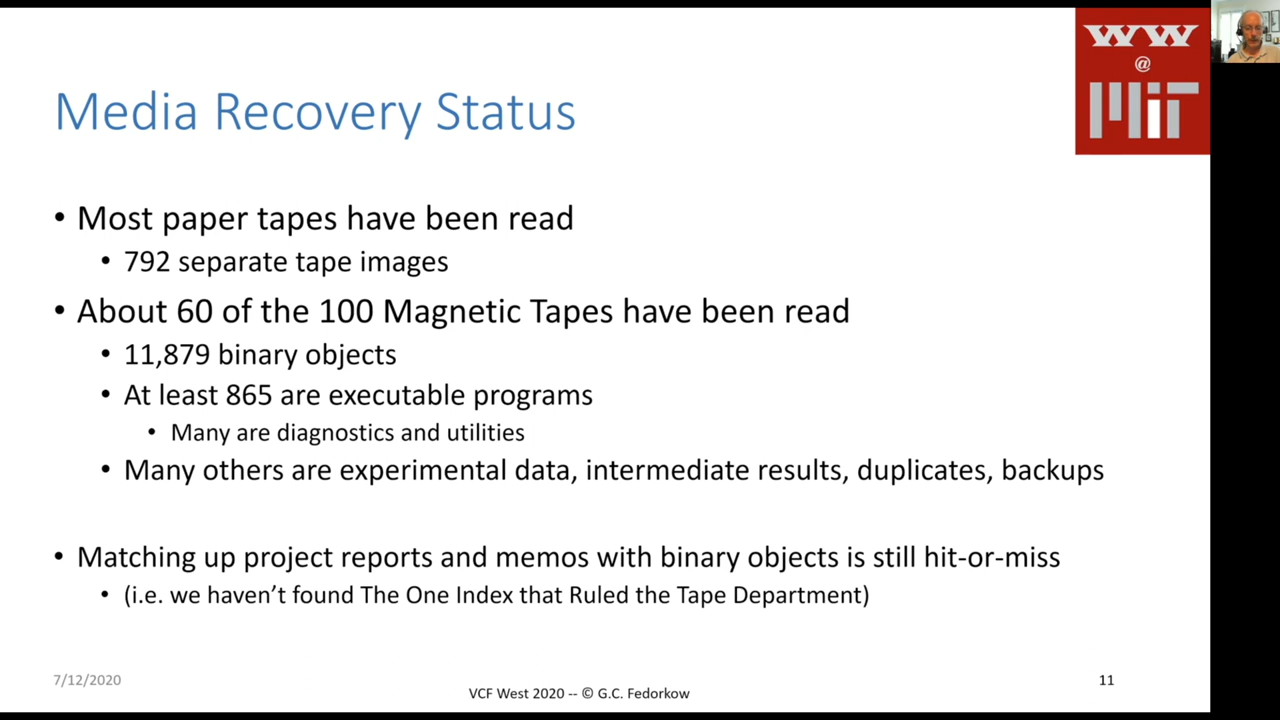 WW
@
MiT
Media Recovery Status
• Most paper tapes have been read
• 792 separate tape images
• About 60 of the 100 Magnetic Tapes have been read
• 11,879 binary objects
• At least 865 are executable programs
• Many are diagnostics and utilities
• Many others are experimental data, intermediate results, duplicates, backups
• Matching up project reports and memos with binary objects is still hit-or-miss
• (i.e. we haven’t found The One Index that Ruled the Tape Department)
7/12/2020
VCF West 2020 -- © G.C. Fedorkow
11